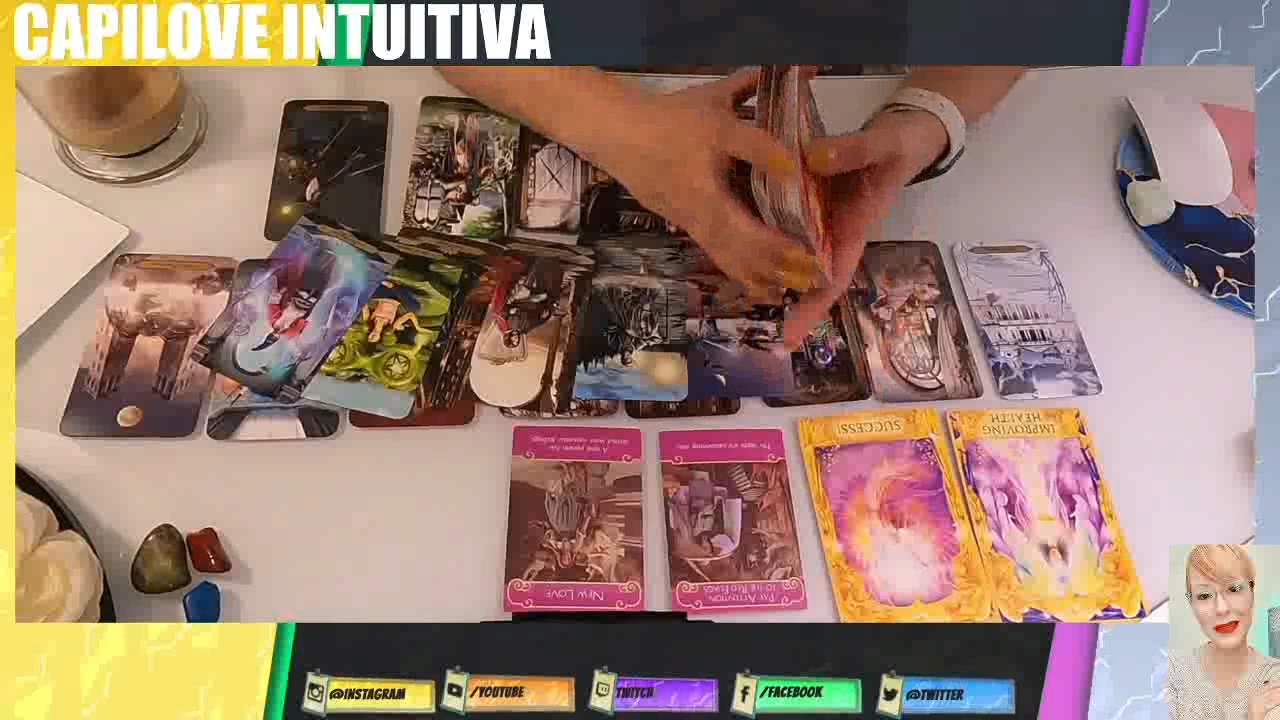 CAPILOVE INTUITIVA
SUCCESS!
IMPROVING
HEALTH
NEW LOVE
PAY ATTENTION
TO THE RED FLAGS
@INSTAGRAM
/YOUTUBE
TWITCH
/FACEBOOK
@TWITTER